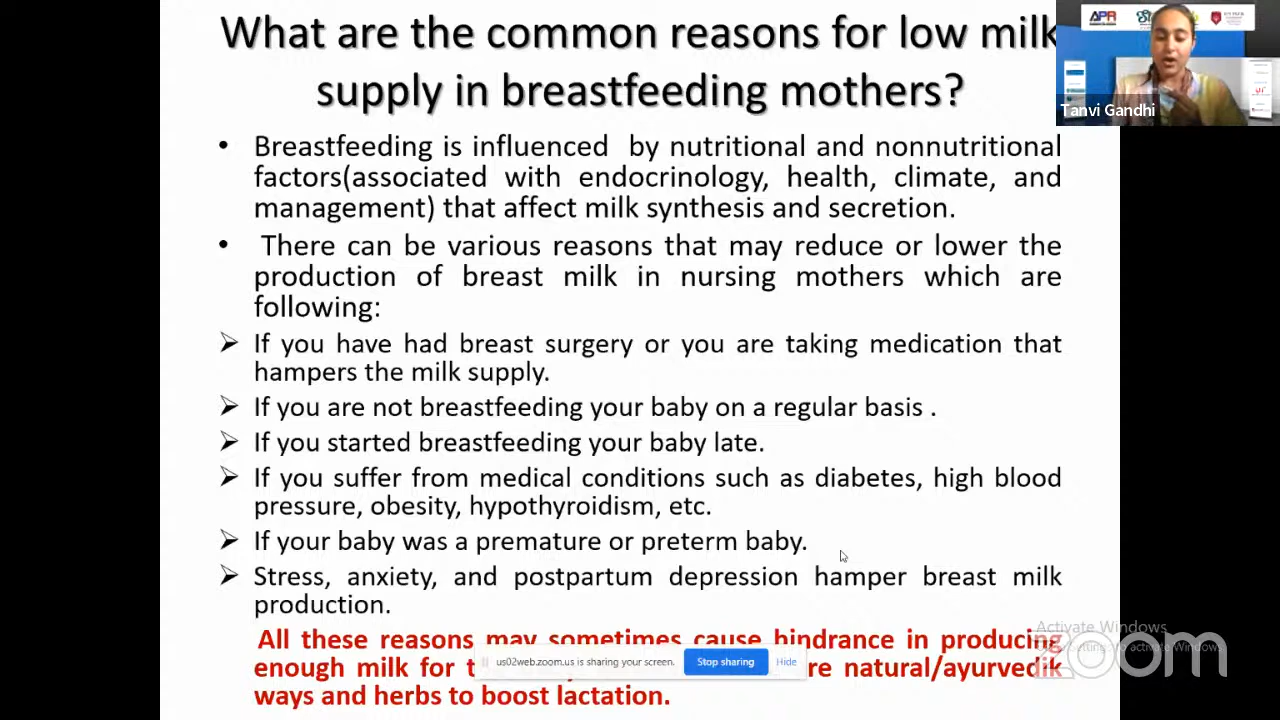 What are the common reasons for low milk
supply in breastfeeding mothers?
APR
Tanvi Gandhi
• Breastfeeding is influenced by nutritional and nonnutritional
factors(associated with endocrinology, health, climate, and
management) that affect milk synthesis and secretion.
• There can be various reasons that may reduce or lower the
production of breast milk in nursing mothers which are
following:
➢ If you have had breast surgery or you are taking medication that
hampers the milk supply.
➢ If you are not breastfeeding your baby on a regular basis .
➢ If you started breastfeeding your baby late.
➢ If you suffer from medical conditions such as diabetes, high blood
pressure, obesity, hypothyroidism, etc.
➢ If your baby was a premature or preterm baby.
➢ Stress, anxiety, and postpartum depression hamper breast milk
production.
All these reasons may sometimes cause hindrance in producing
enough milk for
natural/ayurvedik
ways and herbs to boost lactation.
us02web.zoom.us is sharing your screen. Stop sharing Hide
Activate Windows
to activate Windows
zoom